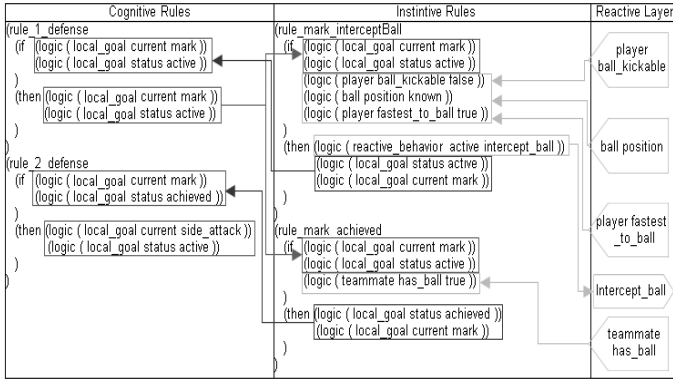 Cognitive Rules
(rule_1_defense
(if (logic ( local_goal current mark ))
(logic ( local_goal status active ))
)
(then (logic ( local_goal current mark ))
(logic ( local_goal status active ))
)
)
(rule_2_defense
(if (logic ( local_goal current mark ))
(logic ( local_goal status achieved ))
)
(then (logic ( local_goal current side_attack ))
(logic ( local_goal status active ))
)
)
Instintive Rules
(rule_mark_interceptBall
(if (logic ( local_goal current mark ))
(logic ( local_goal status active ))
(logic ( player ball_kickable false ))
(logic ( ball position known ))
(logic ( player fastest_to_ball true ))
)
(then (logic ( reactive_behavior active intercept_ball ))
(logic ( local_goal status active ))
(logic ( local_goal current mark ))
)
)
(rule_mark_achieved
(if (logic ( local_goal current mark ))
(logic ( local_goal status active ))
(logic ( teammate has_ball true ))
)
(then (logic ( local_goal status achieved ))
(logic ( local_goal current mark ))
)
)
Reactive Layer
player
ball_kickable
ball position
player fastest
_to_ball
Intercept_ball
teammate
has_ball